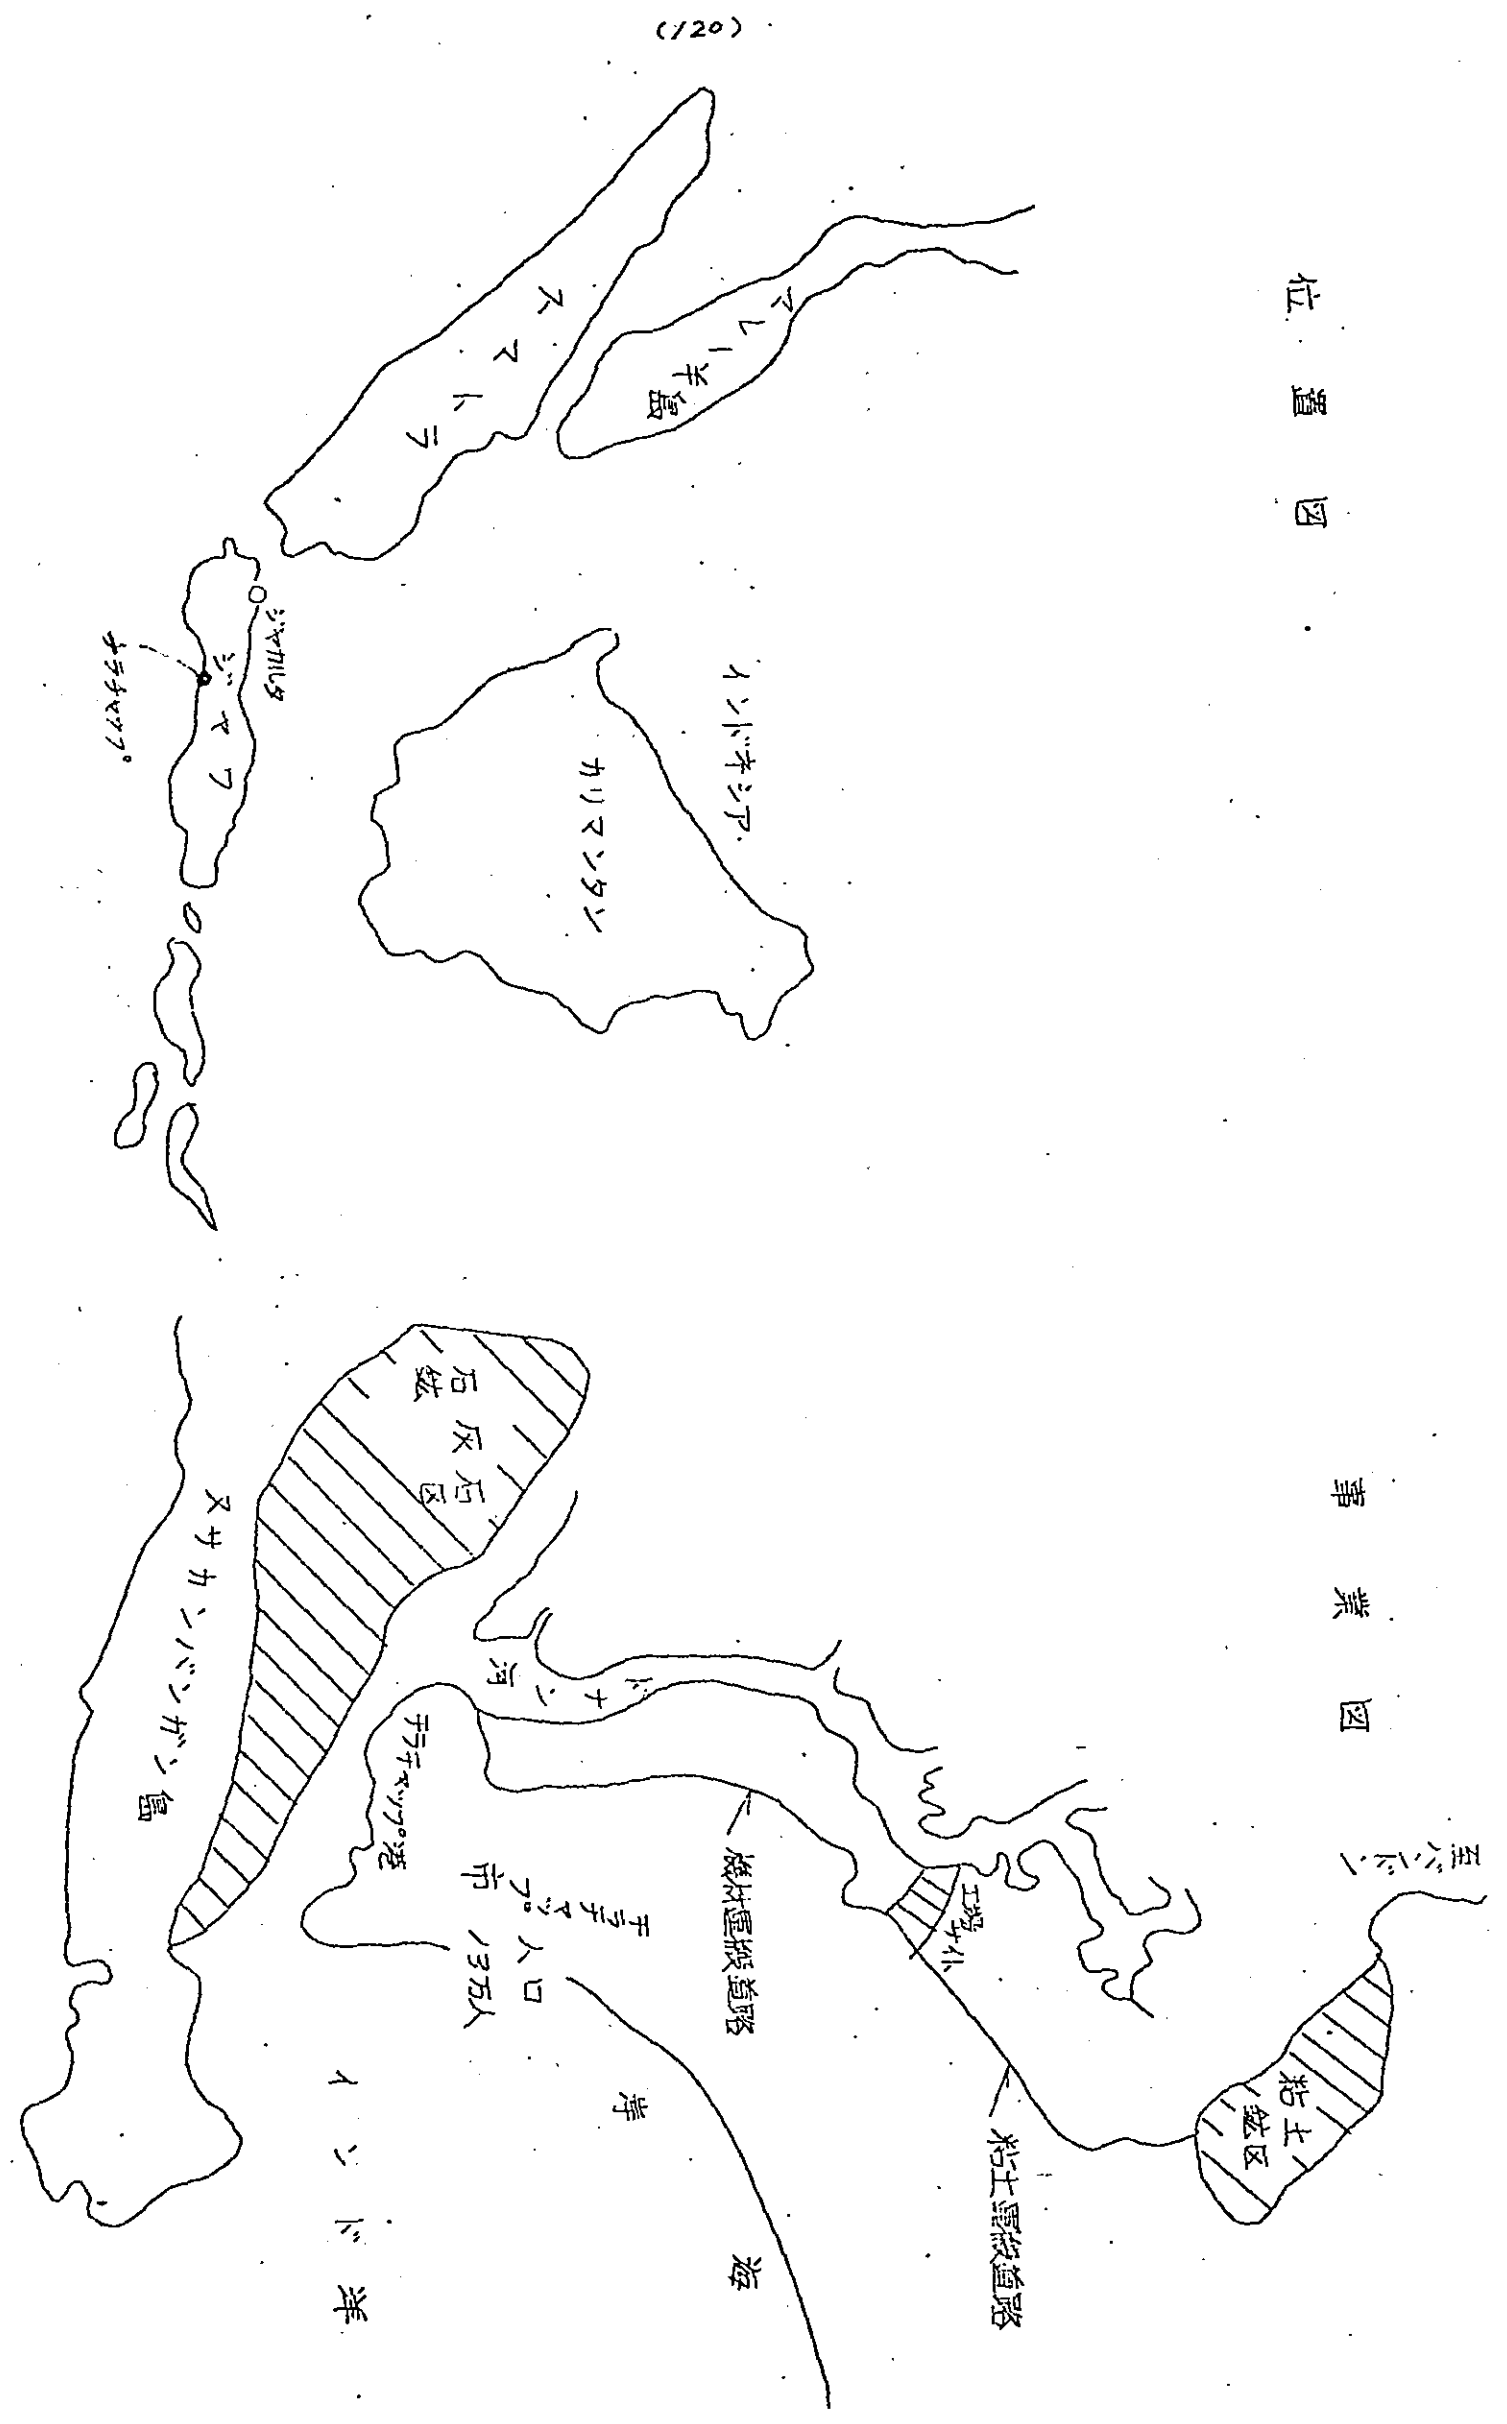 (120)
位置図
マレー半島
スマトラ
インドネシア
カリマンタン
ジャカルタ
ジャワ
チラチャップ
事業図
至バンドン
粘土
鉱区
粘土運搬道路
工場サイト
機材運搬道路
ドナン
河
石灰石
鉱区
チラチャップ港
チラチャップ
市
人口
13万人
海岸
ヌサカンバンガン島
インド洋